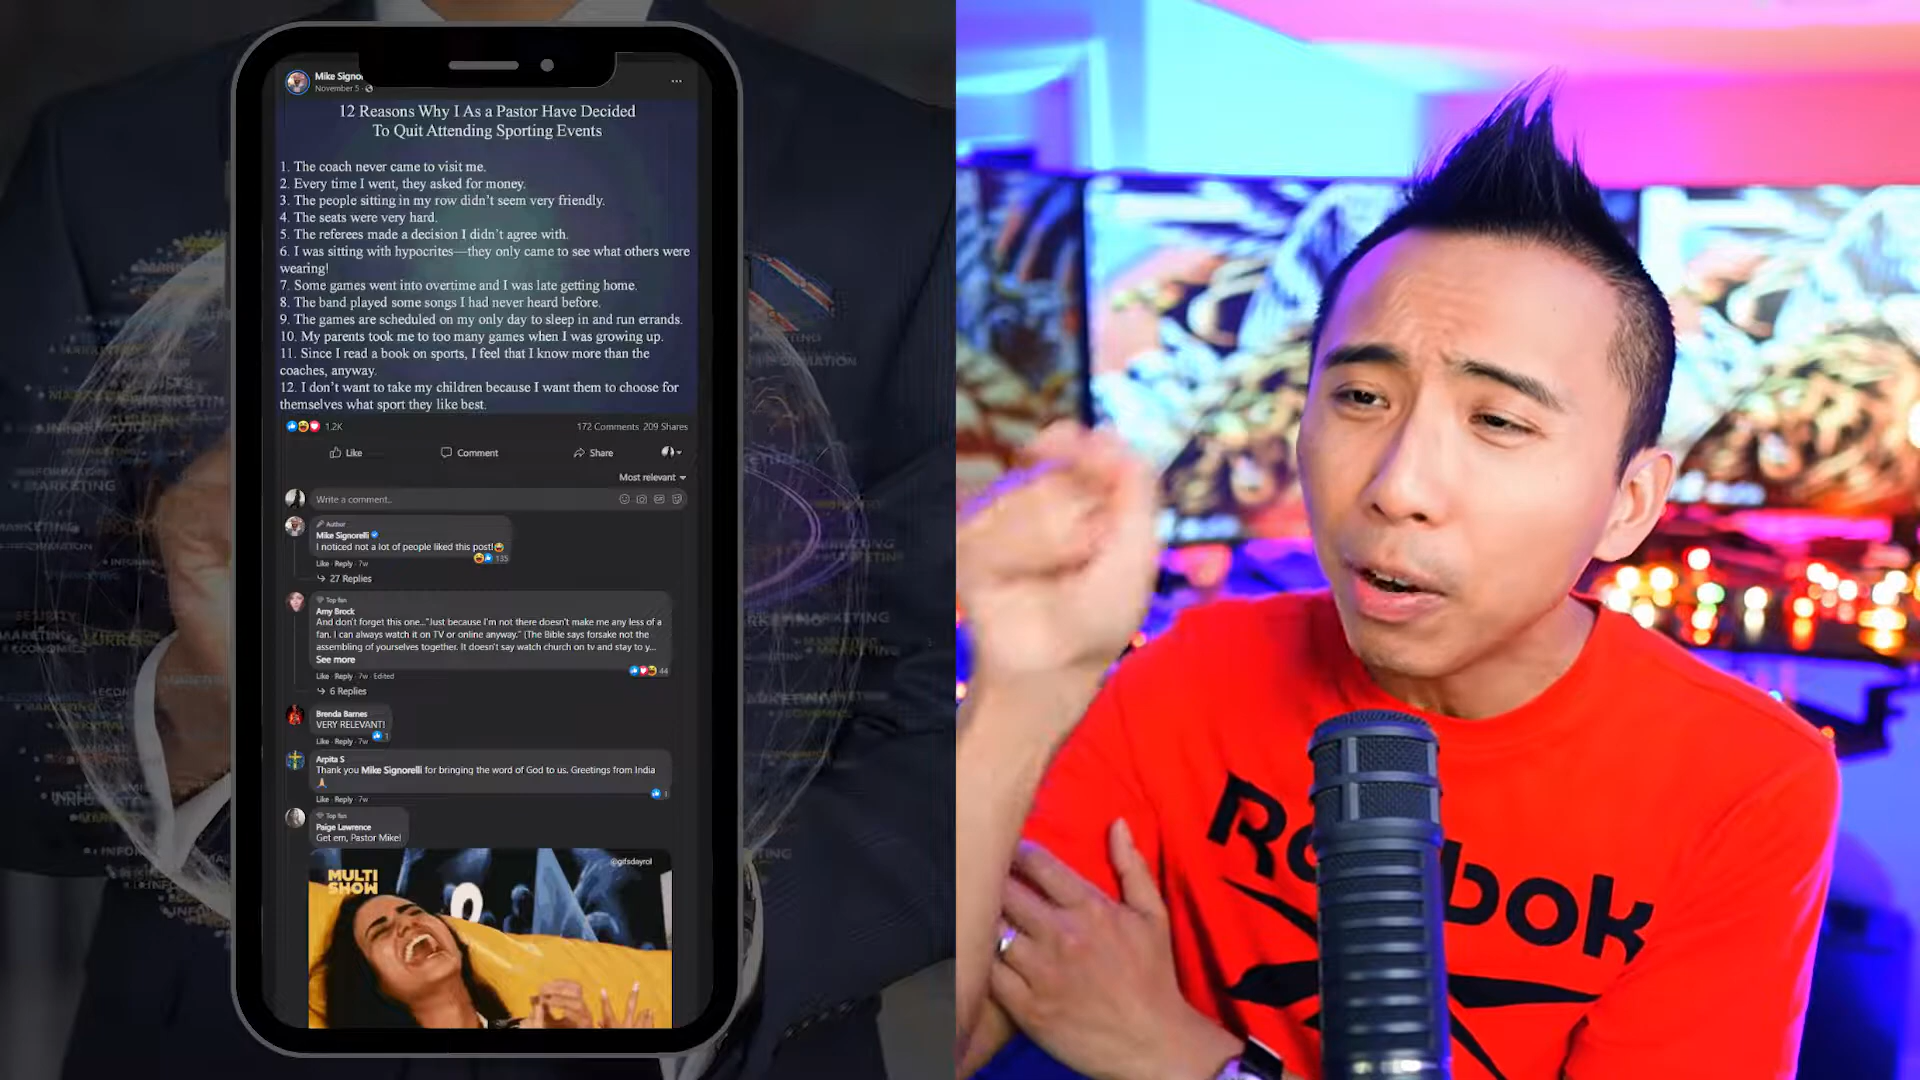 Mike Signor
November 5
12 Reasons Why I As a Pastor Have Decided
To Quit Attending Sporting Events
1. The coach never came to visit me.
2. Every time I went, they asked for money.
3. The people sitting in my row didn't seem very friendly.
4. The seats were very hard.
5. The referees made a decision I didn't agree with.
6. I was sitting with hypocrites—they only came to see what others were
wearing!
7. Some games went into overtime and I was late getting home.
8. The band played some songs I had never heard before.
9. The games are scheduled on my only day to sleep in and run errands.
10. My parents took me to too many games when I was growing up.
11. Since I read a book on sports, I feel that I know more than the
coaches, anyway.
12. I don't want to take my children because I want them to choose for
themselves what sport they like best.
1.2K 172 Comments 209 Shares
Like Comment Share
Most relevant
Write a comment...
Author
Mike Signorelli
I noticed not a lot of people liked this post!😂
135
Like · Reply · 7w
27 Replies
Top fan
Amy Brock
And don't forget this one..."Just because I'm not there doesn't make me any less of a
fan. I can always watch it on TV or online anyway." (The Bible says forsake not the
assembling of yourselves together. It doesn't say watch church on tv and stay to y...
See more
44
Like · Reply · 7w · Edited
6 Replies
Brenda Barnes
VERY RELEVANT!
1
Like · Reply · 7w
Arpita S
Thank you Mike Signorelli for bringing the word of God to us. Greetings from India
🙏
1
Like · Reply · 7w
Top fan
Paige Lawrence
Get em, Pastor Mike!
@gifsdayrol
MULTI
SHOW
MARKETING
ECONOMICS
Re bok